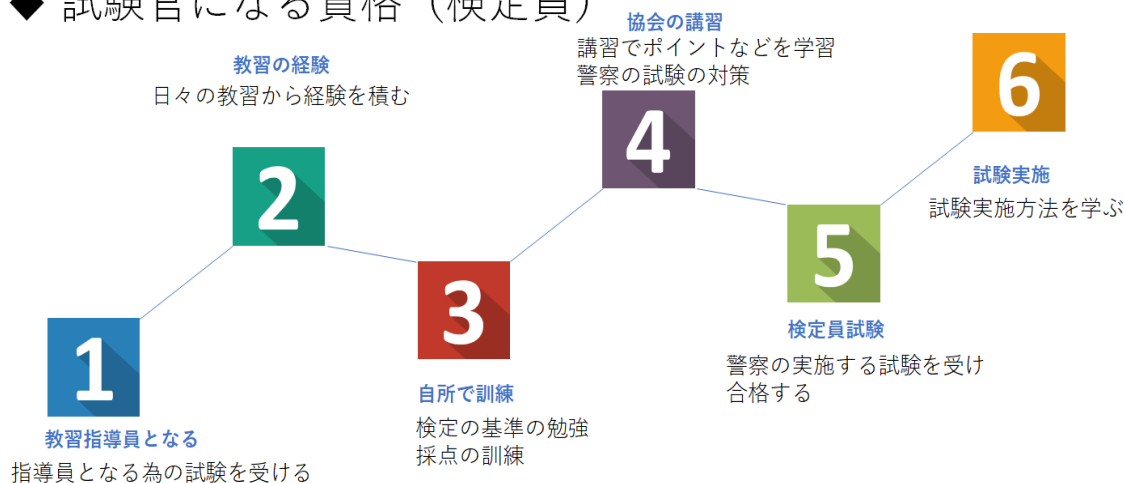 ◆ 試験官になる資格（検定員）
1
教習指導員となる
指導員となる為の試験を受ける
2
教習の経験
日々の教習から経験を積む
3
自所で訓練
検定の基準の勉強
採点の訓練
4
協会の講習
講習でポイントなどを学習
警察の試験の対策
5
検定員試験
警察の実施する試験を受け
合格する
6
試験実施
試験実施方法を学ぶ